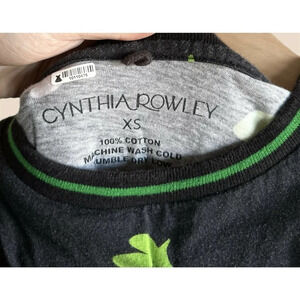 CYNTHIA ROWLEY
XS
100% COTTON
MACHINE WASH COLD
TUMBLE DRY LOW